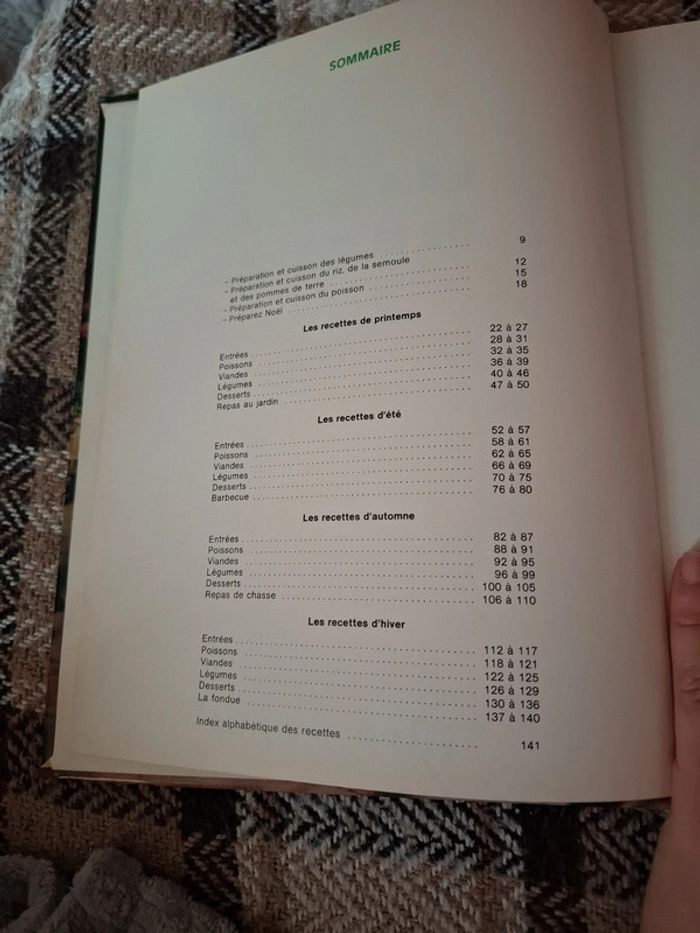 SOMMAIRE
– Préparation et cuisson des légumes ........ 9
– Préparation et cuisson du riz, de la semoule
et des pommes de terre ........ 12
– Préparation et cuisson du poisson ........ 15
– Préparez Noël ........ 18
Les recettes de printemps
Entrées ........ 22 à 27
Poissons ........ 28 à 31
Viandes ........ 32 à 35
Légumes ........ 36 à 39
Desserts ........ 40 à 46
Repas au jardin ........ 47 à 50
Les recettes d'été
Entrées ........ 52 à 57
Poissons ........ 58 à 61
Viandes ........ 62 à 65
Légumes ........ 66 à 69
Desserts ........ 70 à 75
Barbecue ........ 76 à 80
Les recettes d'automne
Entrées ........ 82 à 87
Poissons ........ 88 à 91
Viandes ........ 92 à 95
Légumes ........ 96 à 99
Desserts ........ 100 à 105
Repas de chasse ........ 106 à 110
Les recettes d'hiver
Entrées ........ 112 à 117
Poissons ........ 118 à 121
Viandes ........ 122 à 125
Légumes ........ 126 à 129
Desserts ........ 130 à 136
La fondue ........ 137 à 140
Index alphabétique des recettes ........ 141